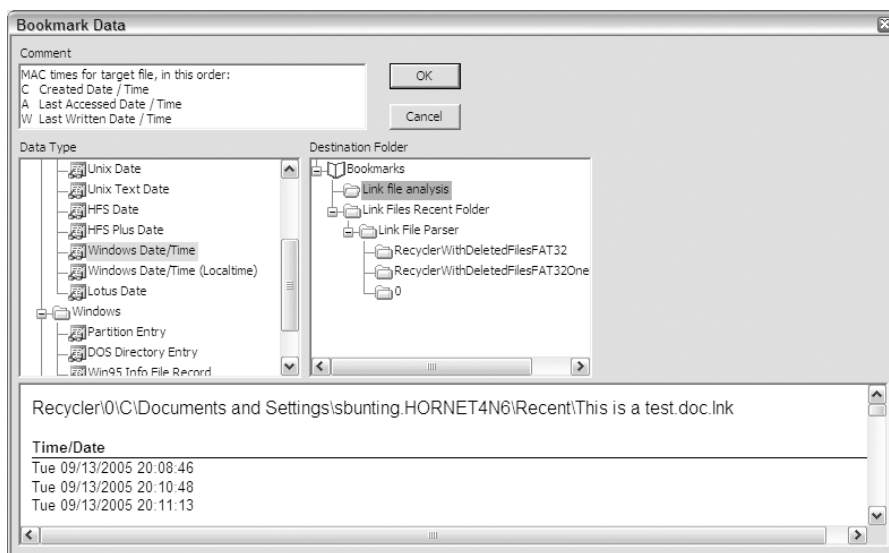 Bookmark Data
Comment
MAC times for target file, in this order:
C Created Date / Time
A Last Accessed Date / Time
W Last Written Date / Time
OK
Cancel
Data Type
Unix Date
Unix Text Date
HFS Date
HFS Plus Date
Windows Date/Time
Windows Date/Time (Localtime)
Lotus Date
Windows
Partition Entry
DOS Directory Entry
Win95 Info File Record
Destination Folder
Bookmarks
Link file analysis
Link Files Recent Folder
Link File Parser
RecyclerWithDeletedFilesFAT32
RecyclerWithDeletedFilesFAT32One
0
Recycler\0\C\Documents and Settings\sbunting.HORNET4N6\Recent\This is a test.doc.lnk
Time/Date
Tue 09/13/2005 20:08:46
Tue 09/13/2005 20:10:48
Tue 09/13/2005 20:11:13